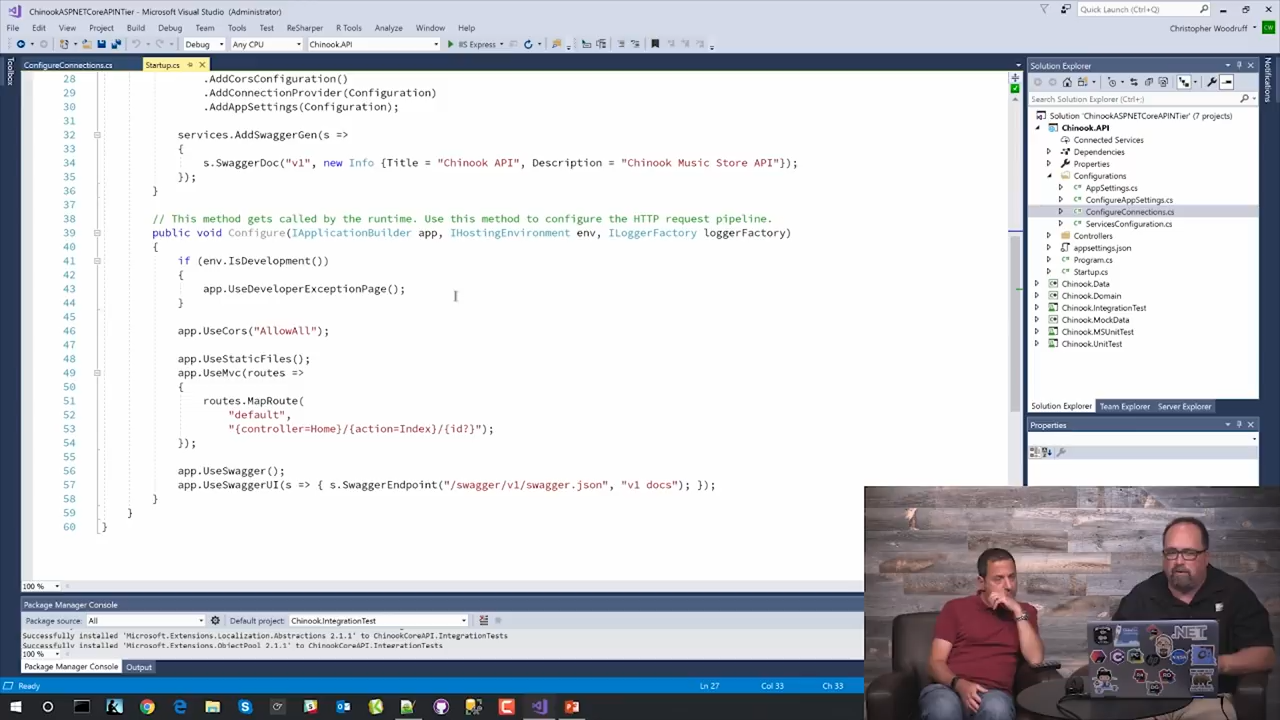 ChinookASPNETCoreAPINTier - Microsoft Visual Studio (Administrator)
Quick Launch (Ctrl+Q)
File Edit View Project Build Debug Team Tools Test ReSharper R Tools Analyze Window Help
Christopher Woodruff
CW
Debug Any CPU Chinook.API IIS Express
Toolbox
ConfigureConnections.cs Startup.cs
28 .AddCorsConfiguration()
29 .AddConnectionProvider(Configuration)
30 .AddAppSettings(Configuration);
31
32 services.AddSwaggerGen(s =>
33 {
34 s.SwaggerDoc("v1", new Info {Title = "Chinook API", Description = "Chinook Music Store API"});
35 });
36 }
37
38 // This method gets called by the runtime. Use this method to configure the HTTP request pipeline.
39 public void Configure(IApplicationBuilder app, IHostingEnvironment env, ILoggerFactory loggerFactory)
40 {
41 if (env.IsDevelopment())
42 {
43 app.UseDeveloperExceptionPage();
44 }
45
46 app.UseCors("AllowAll");
47
48 app.UseStaticFiles();
49 app.UseMvc(routes =>
50 {
51 routes.MapRoute(
52 "default",
53 "{controller=Home}/{action=Index}/{id?}");
54 });
55
56 app.UseSwagger();
57 app.UseSwaggerUI(s => { s.SwaggerEndpoint("/swagger/v1/swagger.json", "v1 docs"); });
58 }
59 }
60 }
100 %
Solution Explorer
Search Solution Explorer (Ctrl+;)
Solution 'ChinookASPNETCoreAPINTier' (7 projects)
Chinook.API
Connected Services
Dependencies
Properties
Configurations
AppSettings.cs
ConfigureAppSettings.cs
ConfigureConnections.cs
ServicesConfiguration.cs
Controllers
appsettings.json
Program.cs
Startup.cs
Chinook.Data
Chinook.Domain
Chinook.IntegrationTest
Chinook.MockData
Chinook.MSUnitTest
Chinook.UnitTest
Solution Explorer Team Explorer Server Explorer
Properties
Notifications
Package Manager Console
Package source: All Default project: Chinook.IntegrationTest
Successfully installed 'Microsoft.Extensions.Localization.Abstractions 2.1.1' to ChinookCoreAPI.IntegrationTests
Successfully installed 'Microsoft.Extensions.ObjectPool 2.1.1' to ChinookCoreAPI.IntegrationTests
100 %
Package Manager Console Output
Ready Ln 27 Col 33 Ch 33
.NET